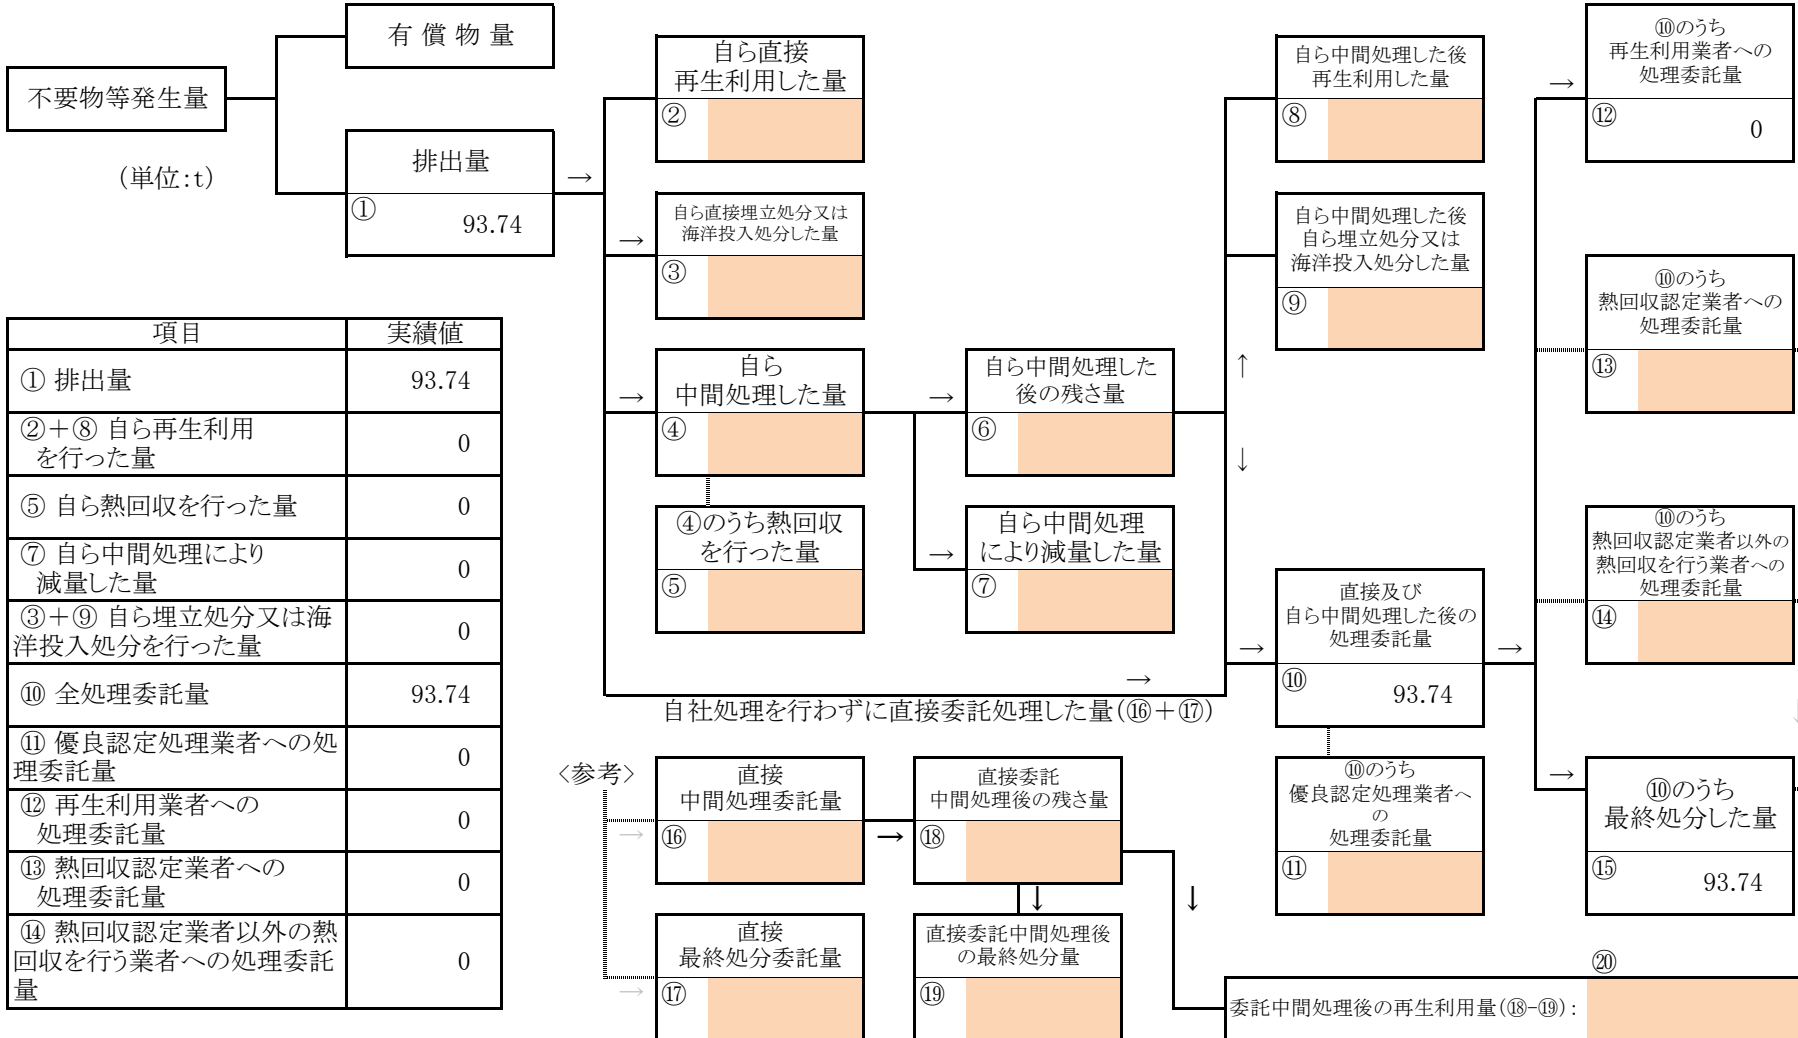 有 償 物 量
不要物等発生量
（単位：t）
排出量
→
①
93.74
自ら直接
再生利用した量
②
→
自ら直接埋立処分又は
海洋投入処分した量
③
→
自ら
中間処理した量
④
④のうち熱回収
を行った量
⑤
→
自ら中間処理した
後の残さ量
⑥
→
自ら中間処理
により減量した量
⑦
自ら中間処理した後
再生利用した量
⑧
自ら中間処理した後
自ら埋立処分又は
海洋投入処分した量
⑨
↑
↓
→
自社処理を行わずに直接委託処理した量（⑯＋⑰）
→
直接及び
自ら中間処理した後の
処理委託量
⑩
93.74
→
⑩のうち
優良認定処理業者へ
の
処理委託量
⑪
→
⑩のうち
再生利用業者への
処理委託量
⑫
0
⑩のうち
熱回収認定業者への
処理委託量
⑬
⑩のうち
熱回収認定業者以外の
熱回収を行う業者への
処理委託量
⑭
↓
→
⑩のうち
最終処分した量
⑮
93.74
項目 実績値
① 排出量 93.74
②＋⑧ 自ら再生利用
を行った量
0
⑤ 自ら熱回収を行った量 0
⑦ 自ら中間処理により
減量した量
0
③＋⑨ 自ら埋立処分又は海
洋投入処分を行った量
0
⑩ 全処理委託量 93.74
⑪ 優良認定処理業者への処
理委託量
0
⑫ 再生利用業者への
処理委託量
0
⑬ 熱回収認定業者への
処理委託量
0
⑭ 熱回収認定業者以外の熱
回収を行う業者への処理委託
量
0
〈参考〉
→
直接
中間処理委託量
⑯
→
直接委託
中間処理後の残さ量
⑱
↓
↓
→
直接
最終処分委託量
⑰
直接委託中間処理後
の最終処分量
⑲
⑳
委託中間処理後の再生利用量（⑱-⑲）：